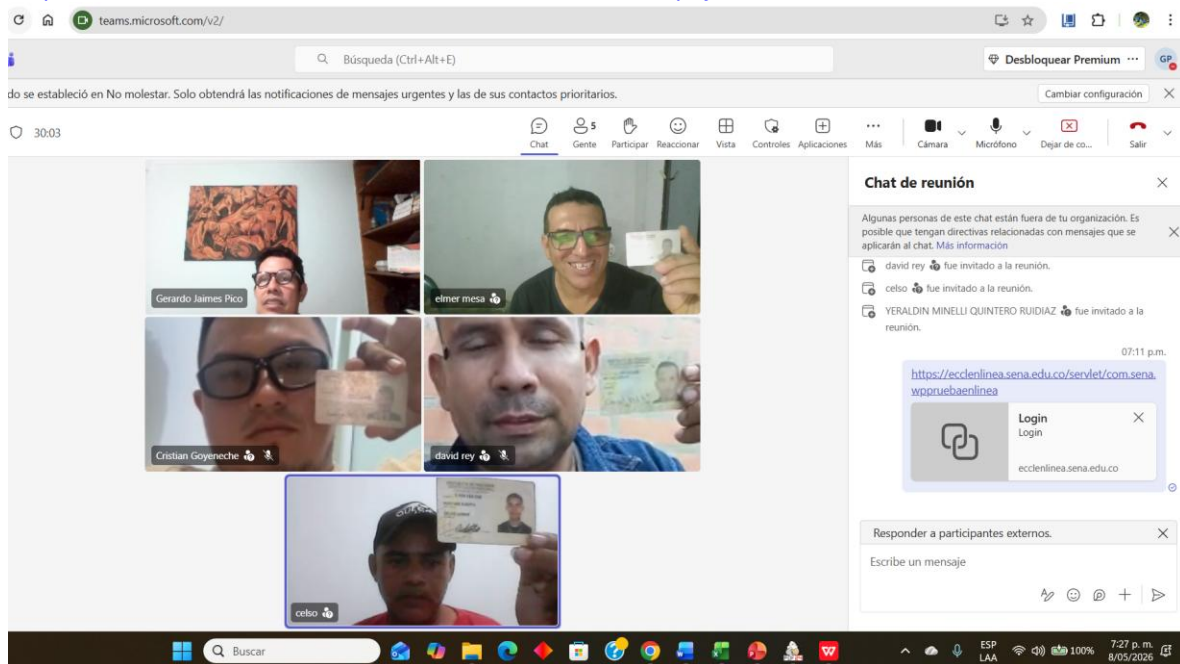 teams.microsoft.com/v2/
Búsqueda (Ctrl+Alt+E)
Desbloquear Premium ···
GP
do se estableció en No molestar. Solo obtendrá las notificaciones de mensajes urgentes y las de sus contactos prioritarios.
Cambiar configuración
30:03
5
Chat
Gente
Participar
Reaccionar
Vista
Controles
Aplicaciones
Más
Cámara
Micrófono
Dejar de co...
Salir
Gerardo Jaimes Pico
elmer mesa
Cristian Goyeneche
david rey
celso
Chat de reunión
Algunas personas de este chat están fuera de tu organización. Es
posible que tengan directivas relacionadas con mensajes que se
aplicarán al chat. Más información
david rey fue invitado a la reunión.
celso fue invitado a la reunión.
YERALDIN MINELLI QUINTERO RUIDIAZ fue invitado a la
reunión.
07:11 p.m.
https://ecclenlinea.sena.edu.co/servlet/com.sena.
wppruebaenlinea
Login
Login
ecclenlinea.sena.edu.co
Responder a participantes externos.
Escribe un mensaje
Buscar
ESP
LAA
100%
7:27 p. m.
8/05/2026